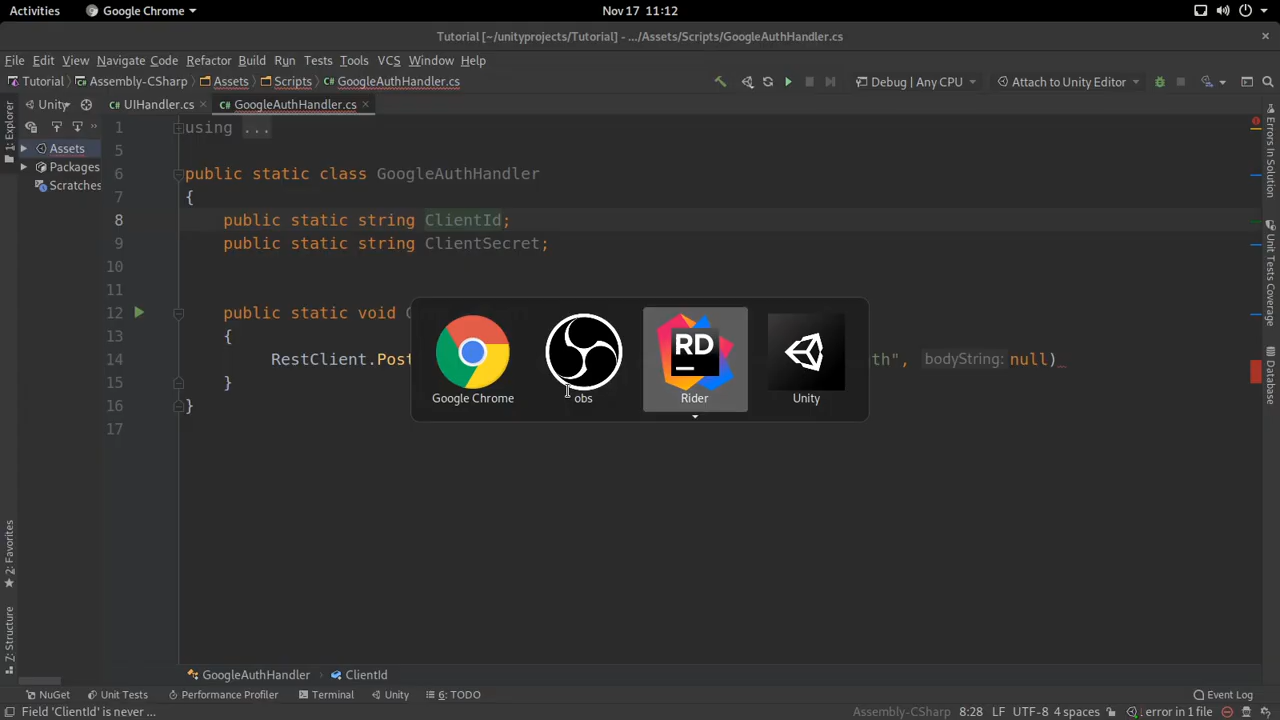 Activities Google Chrome Nov 17 11:12
Tutorial [~/unityprojects/Tutorial] - .../Assets/Scripts/GoogleAuthHandler.cs
File Edit View Navigate Code Refactor Build Run Tests Tools VCS Window Help
Tutorial Assembly-CSharp Assets Scripts GoogleAuthHandler.cs Debug | Any CPU Attach to Unity Editor
Unity UIHandler.cs GoogleAuthHandler.cs
1: Explorer
Assets
Packages
Scratches
2: Favorites
Z: Structure
1 using ...
5
6 public static class GoogleAuthHandler
7 {
8 public static string ClientId;
9 public static string ClientSecret;
10
11
12 public static void
13 {
14 RestClient.Post th", bodyString: null)
15 }
16 }
17
Google Chrome obs Rider Unity
RD
Errors In Solution
Unit Tests Coverage
Database
GoogleAuthHandler ClientId
NuGet Unit Tests Performance Profiler Terminal Unity 6: TODO Event Log
Field 'ClientId' is never ... Assembly-CSharp 8:28 LF UTF-8 4 spaces error in 1 file